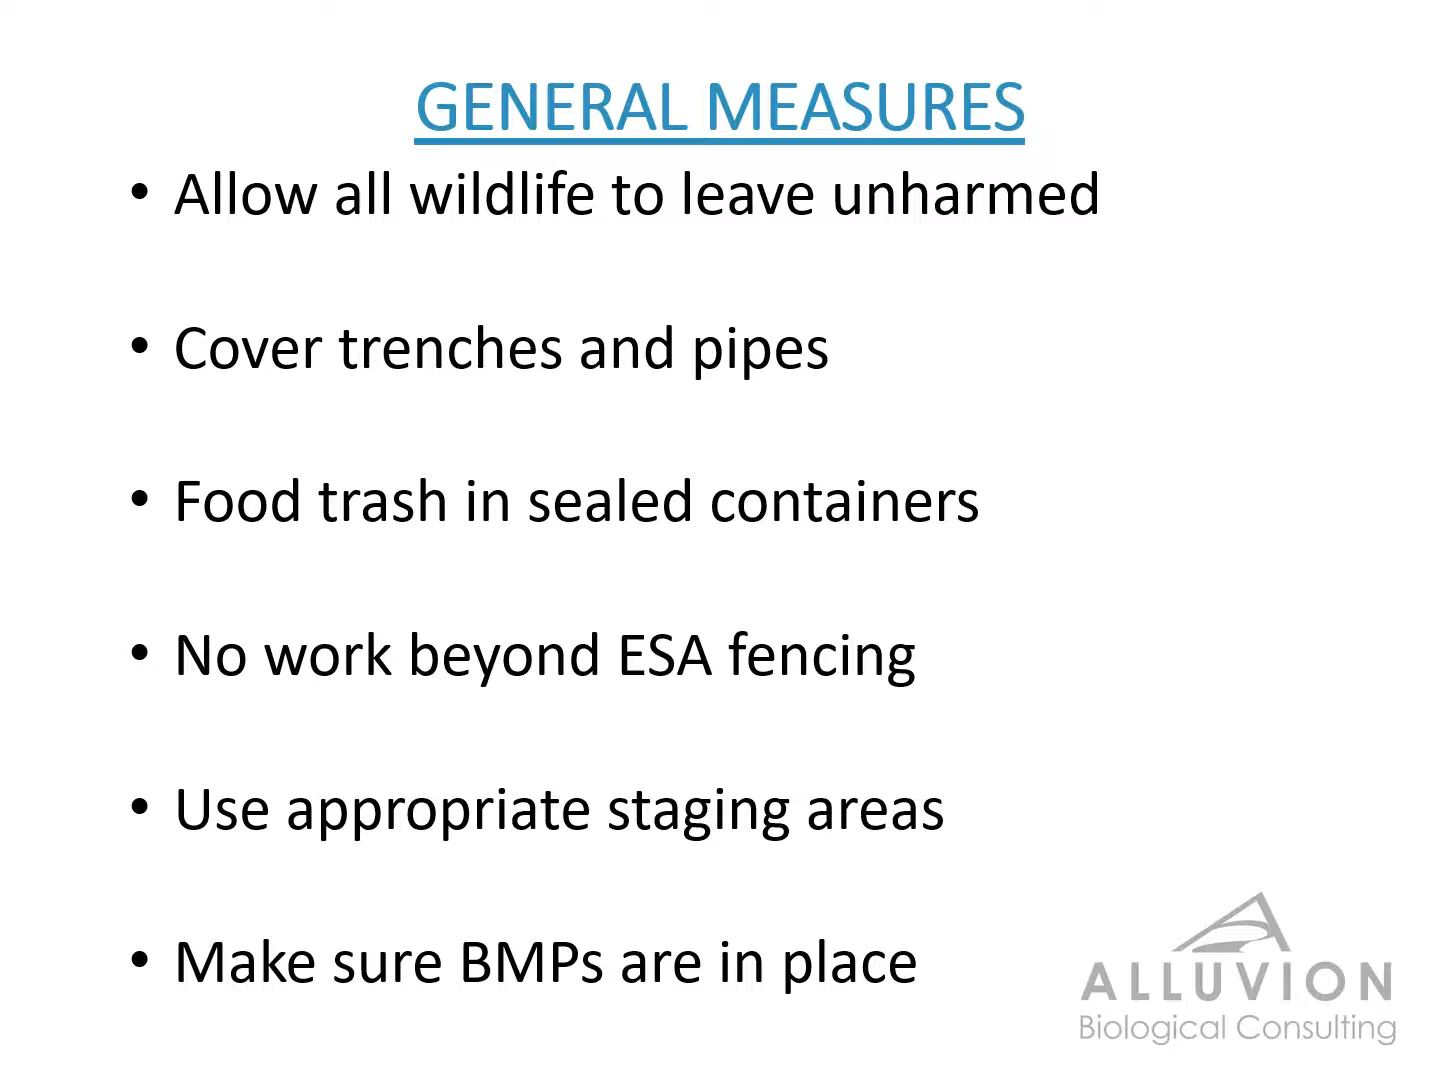 GENERAL MEASURES
• Allow all wildlife to leave unharmed
• Cover trenches and pipes
• Food trash in sealed containers
• No work beyond ESA fencing
• Use appropriate staging areas
• Make sure BMPs are in place
ALLUVION
Biological Consulting